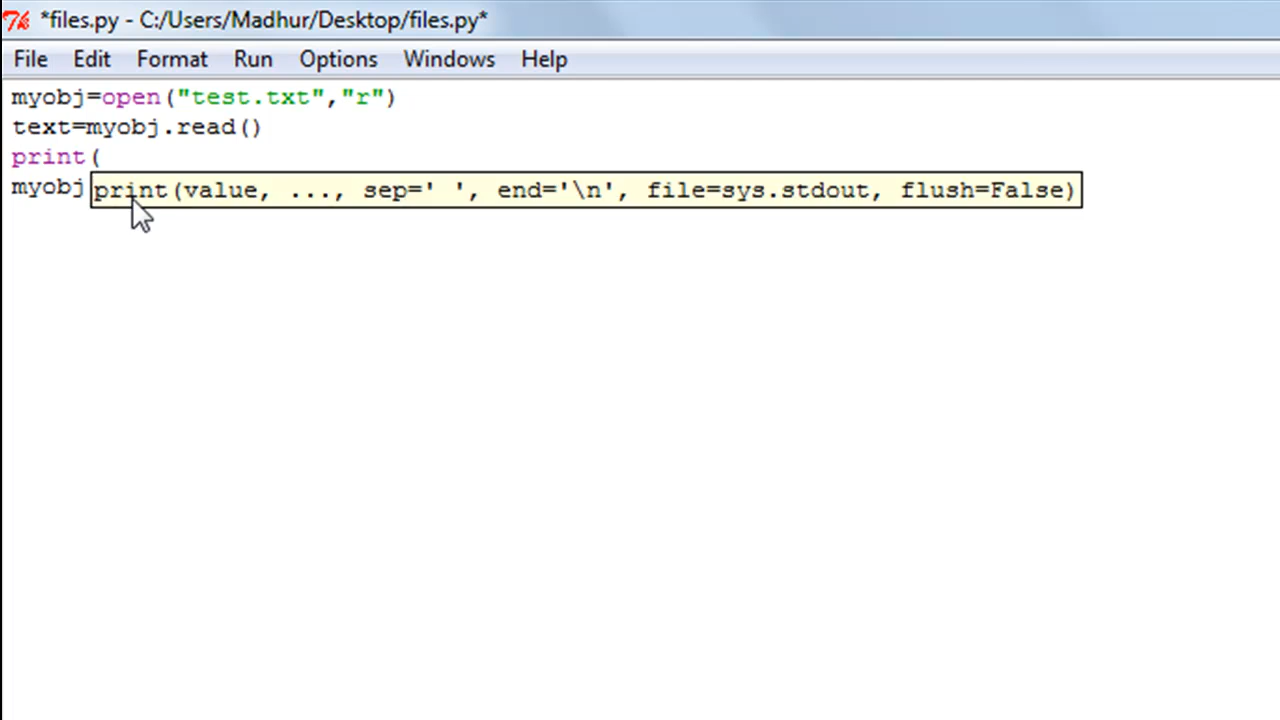 *files.py - C:/Users/Madhur/Desktop/files.py*
File Edit Format Run Options Windows Help
myobj=open("test.txt","r")
text=myobj.read()
print(
myobj
print(value, ..., sep=' ', end='\n', file=sys.stdout, flush=False)